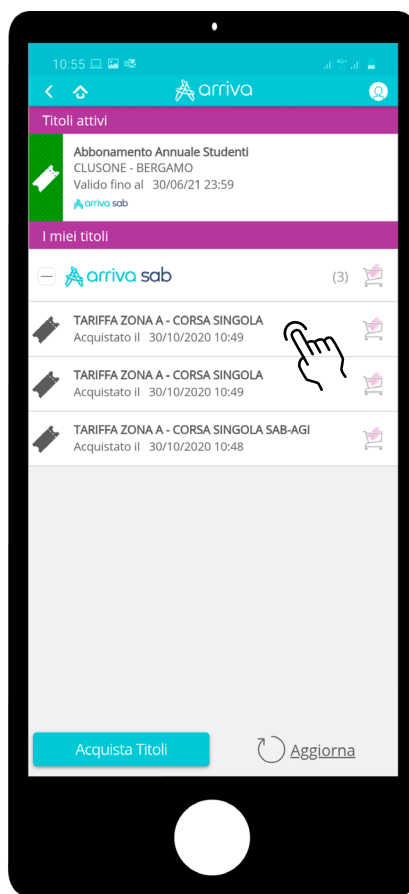 10:55
arriva
Titoli attivi
Abbonamento Annuale Studenti
CLUSONE - BERGAMO
Valido fino al 30/06/21 23:59
arriva sab
I miei titoli
arriva sab (3)
TARIFFA ZONA A - CORSA SINGOLA
Acquistato il 30/10/2020 10:49
TARIFFA ZONA A - CORSA SINGOLA
Acquistato il 30/10/2020 10:49
TARIFFA ZONA A - CORSA SINGOLA SAB-AGI
Acquistato il 30/10/2020 10:48
Acquista Titoli Aggiorna